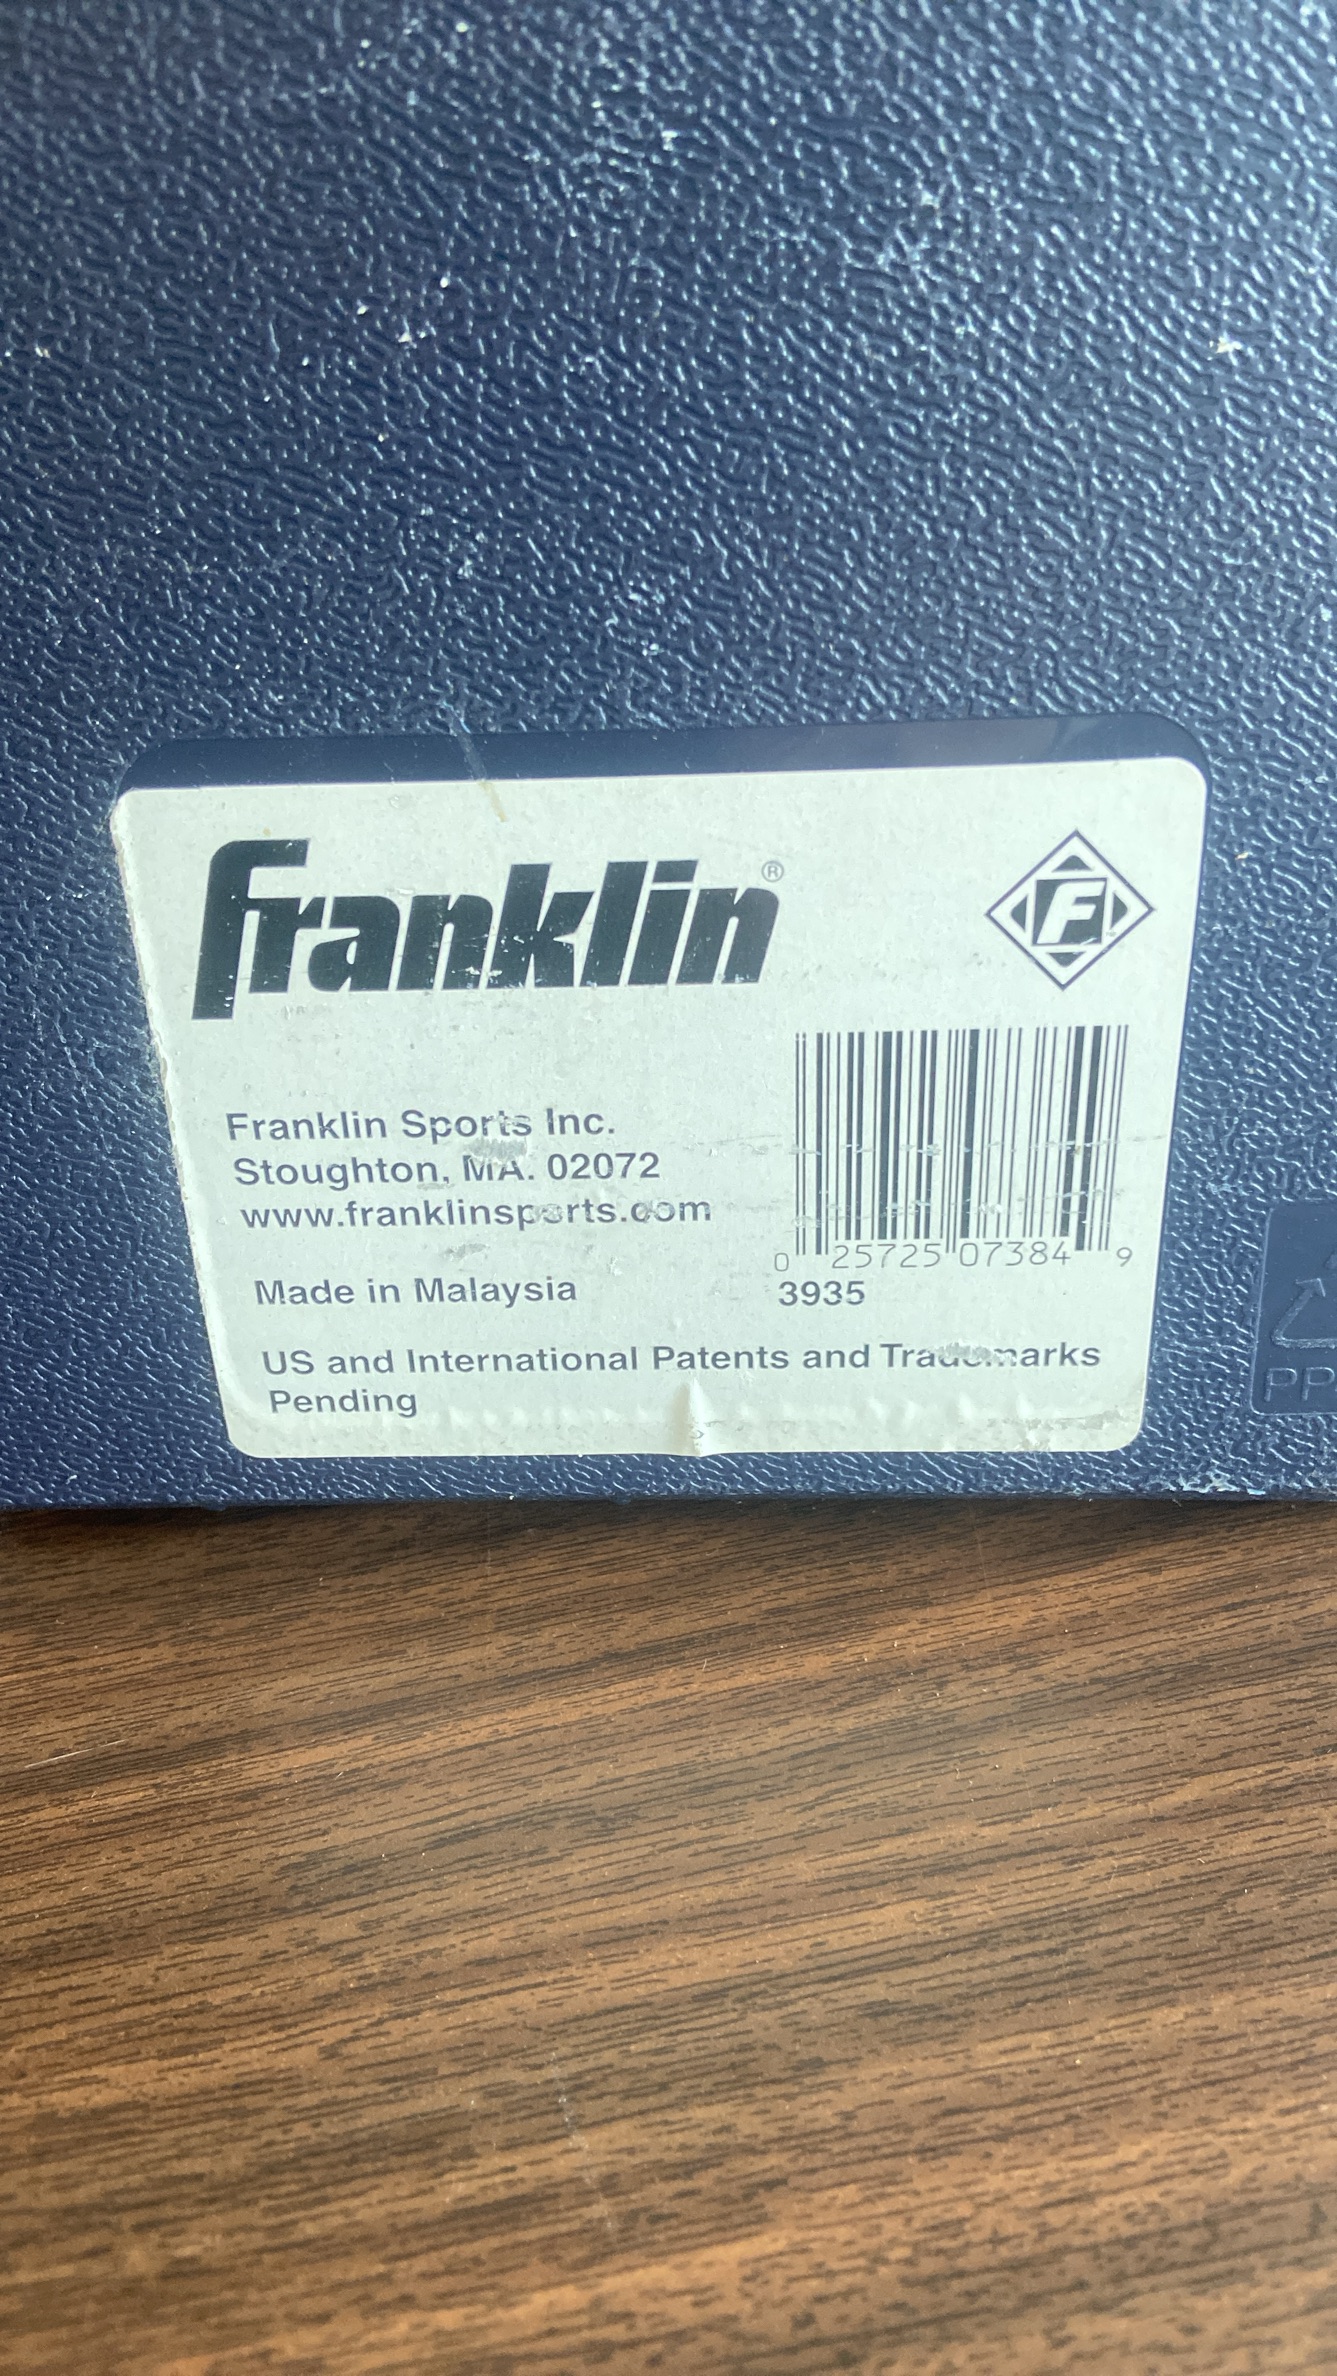 franklin®
F
Franklin Sports Inc.
Stoughton, MA. 02072
www.franklinsports.com
0 25725 07384 9
Made in Malaysia
3935
US and International Patents and Trademarks
Pending
PP